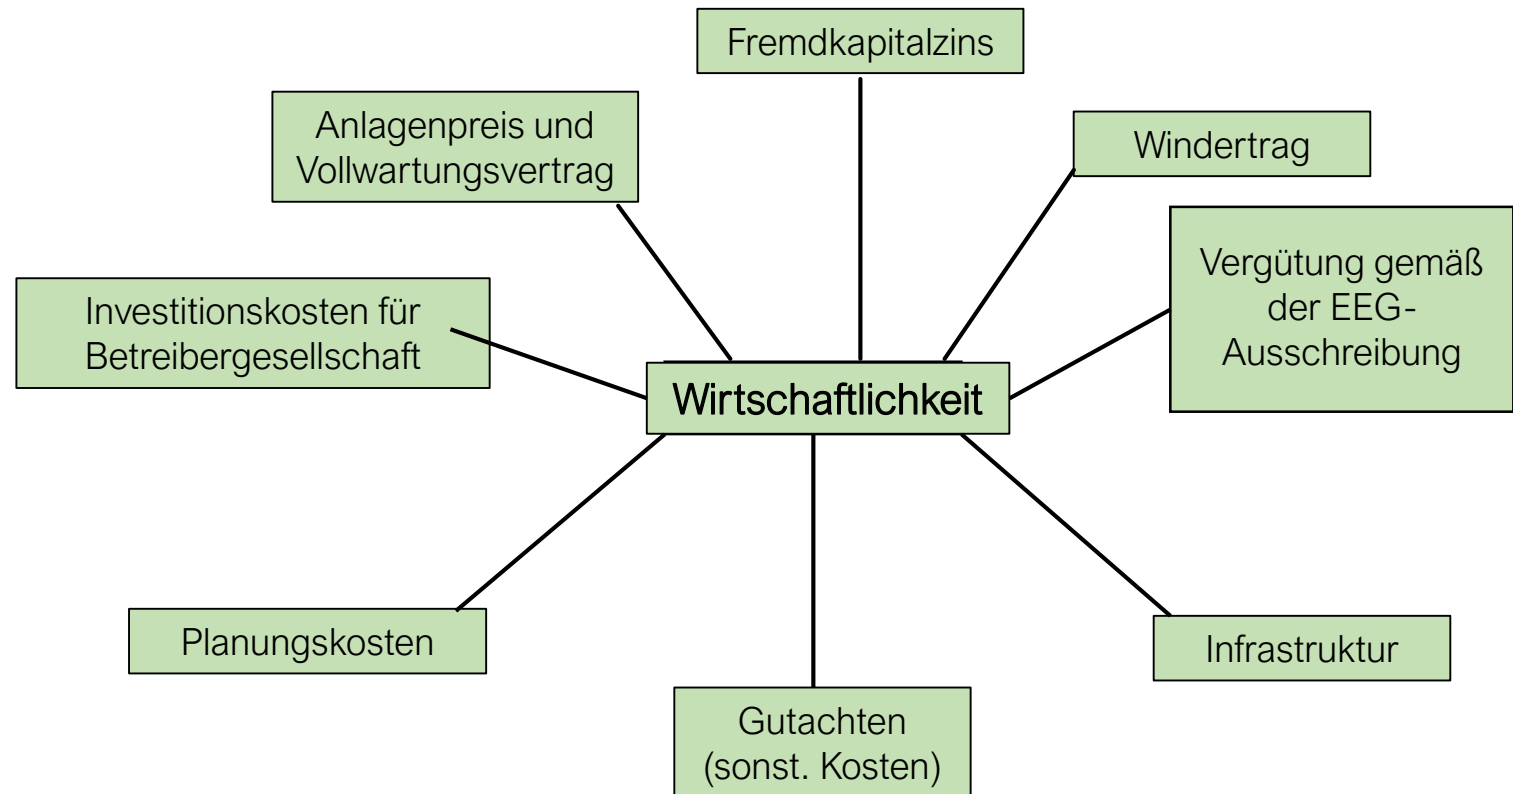 Fremdkapitalzins
Anlagenpreis und
Vollwartungsvertrag
Windertrag
Vergütung gemäß
der EEG-
Ausschreibung
Investitionskosten für
Betreibergesellschaft
Wirtschaftlichkeit
Planungskosten
Infrastruktur
Gutachten
(sonst. Kosten)